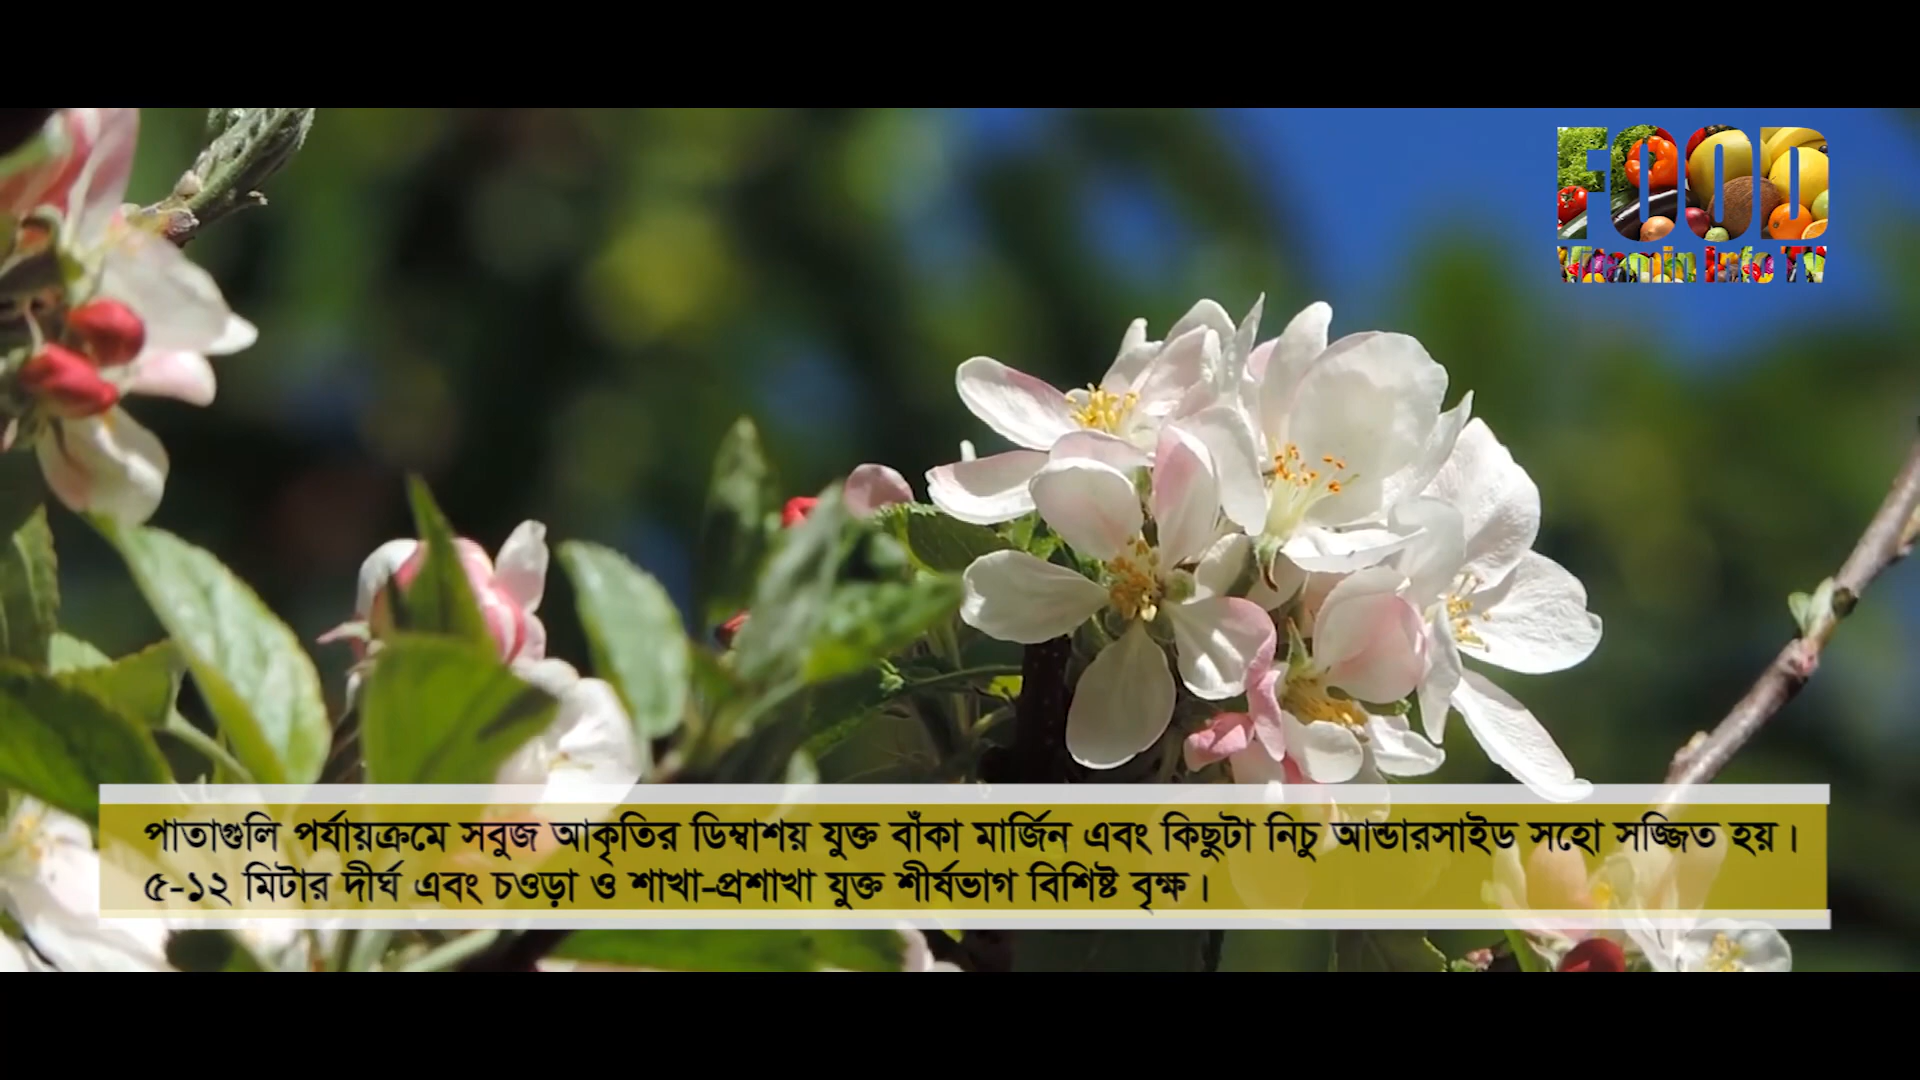 FOOD
Vitamin Info TV
পাতাগুলি পর্যায়ক্রমে সবুজ আকৃতির ডিম্বাশয় যুক্ত বাঁকা মার্জিন এবং কিছুটা নিচু আন্ডারসাইড সহো সজ্জিত হয়।
৫-১২ মিটার দীর্ঘ এবং চওড়া ও শাখা-প্রশাখা যুক্ত শীর্ষভাগ বিশিষ্ট বৃক্ষ।